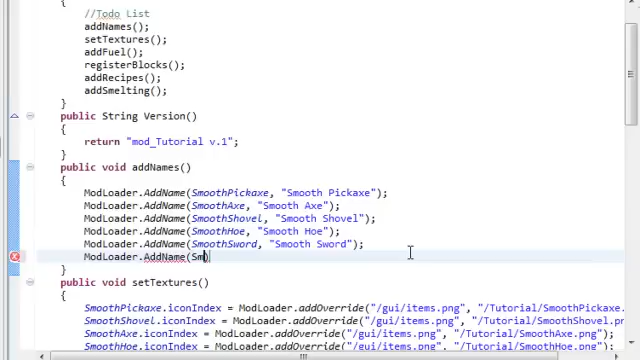 {
//Todo List
addNames();
setTextures();
addFuel();
registerBlocks();
addRecipes();
addSmelting();
}
public String Version()
{
return "mod_Tutorial v.1";
}
public void addNames()
{
ModLoader.AddName(SmoothPickaxe, "Smooth Pickaxe");
ModLoader.AddName(SmoothAxe, "Smooth Axe");
ModLoader.AddName(SmoothShovel, "Smooth Shovel");
ModLoader.AddName(SmoothHoe, "Smooth Hoe");
ModLoader.AddName(SmoothSword, "Smooth Sword");
ModLoader.AddName(Sm)
}
public void setTextures()
{
SmoothPickaxe.iconIndex = ModLoader.addOverride("/gui/items.png", "/Tutorial/SmoothPickaxe.
SmoothShovel.iconIndex = ModLoader.addOverride("/gui/items.png", "/Tutorial/SmoothShovel.pn
SmoothAxe.iconIndex = ModLoader.addOverride("/gui/items.png", "/Tutorial/SmoothAxe.png");
SmoothHoe.iconIndex = ModLoader.addOverride("/gui/items.png", "/Tutorial/SmoothHoe.png");